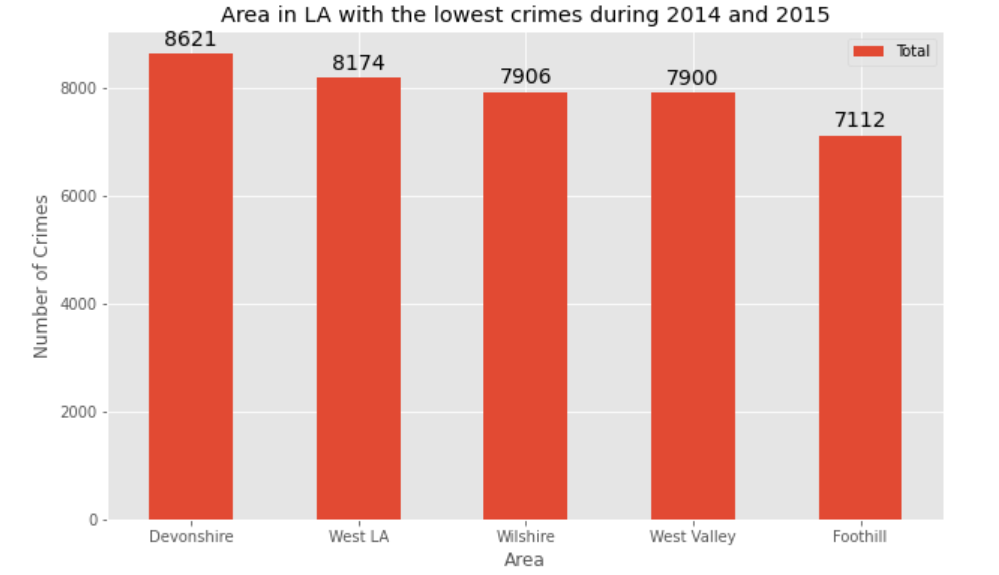 Area in LA with the lowest crimes during 2014 and 2015
8621
8174
7906
7900
7112
Total
8000
6000
4000
2000
0
Number of Crimes
Devonshire
West LA
Wilshire
West Valley
Foothill
Area